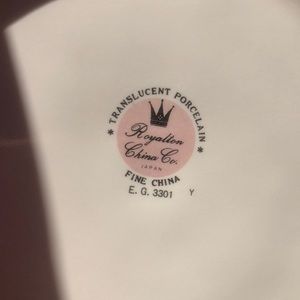 * TRANSLUCENT PORCELAIN *
Royalton
China Co.
JAPAN
FINE CHINA
E. G. 3301 Y